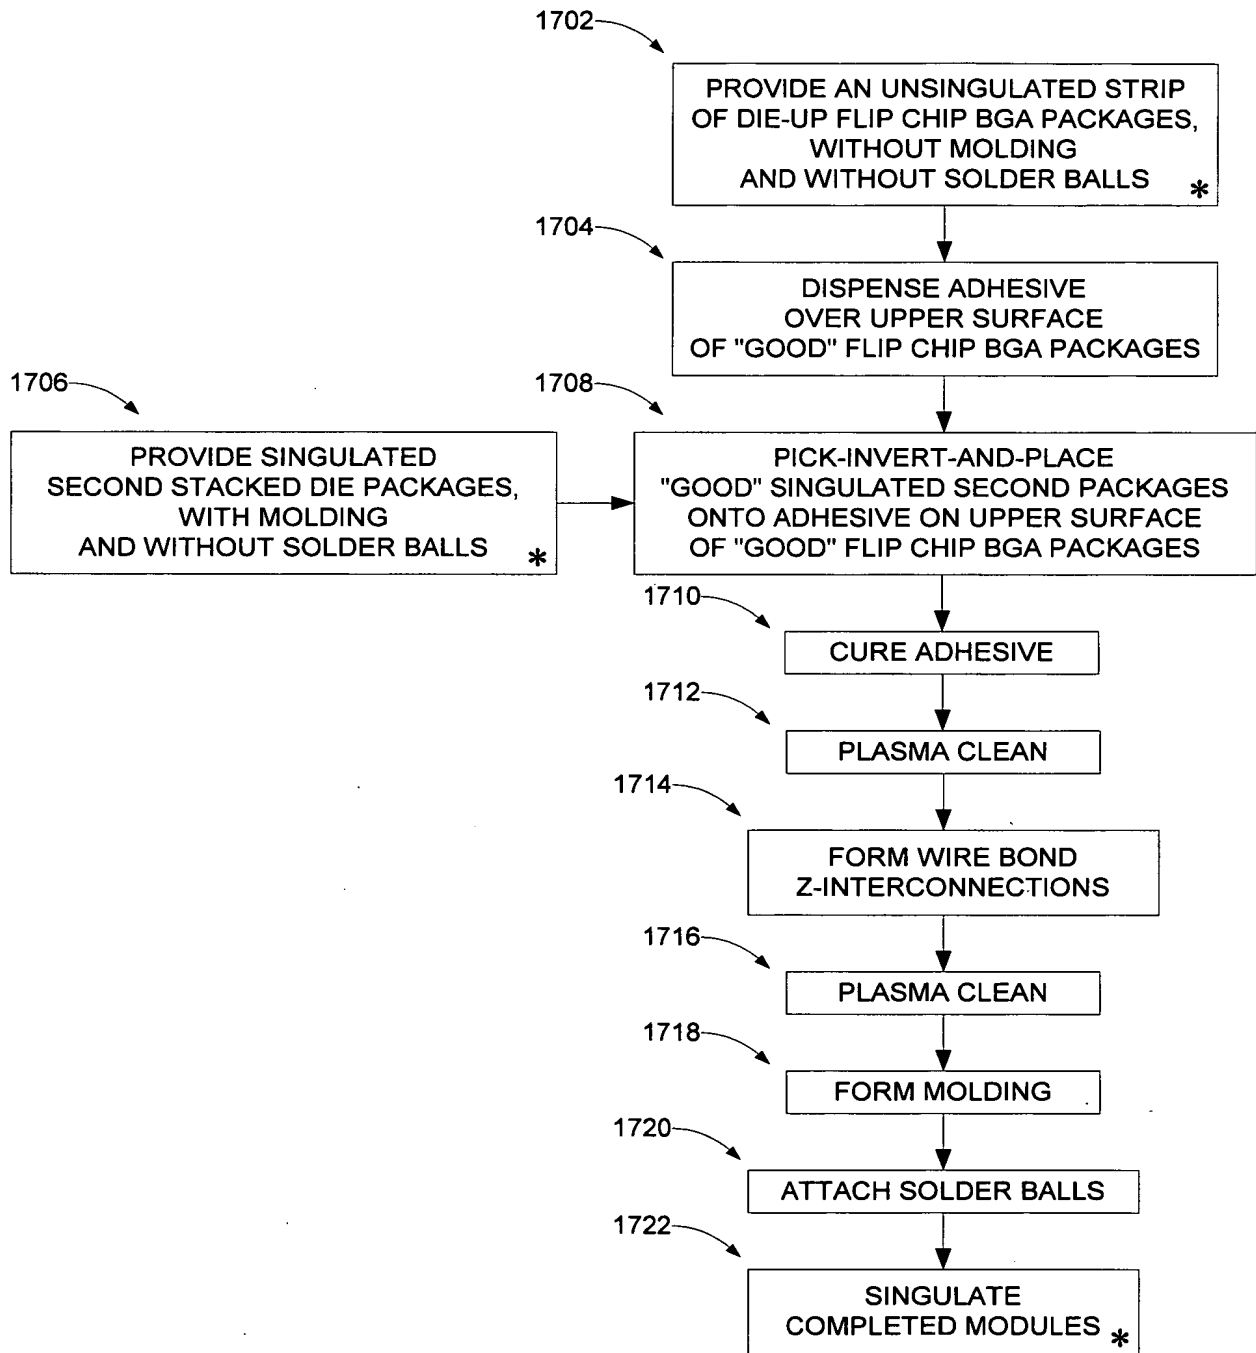 1702
PROVIDE AN UNSINGULATED STRIP
OF DIE-UP FLIP CHIP BGA PACKAGES,
WITHOUT MOLDING
AND WITHOUT SOLDER BALLS *
1704
DISPENSE ADHESIVE
OVER UPPER SURFACE
OF "GOOD" FLIP CHIP BGA PACKAGES
1706
PROVIDE SINGULATED
SECOND STACKED DIE PACKAGES,
WITH MOLDING
AND WITHOUT SOLDER BALLS *
1708
PICK-INVERT-AND-PLACE
"GOOD" SINGULATED SECOND PACKAGES
ONTO ADHESIVE ON UPPER SURFACE
OF "GOOD" FLIP CHIP BGA PACKAGES
1710
CURE ADHESIVE
1712
PLASMA CLEAN
1714
FORM WIRE BOND
Z-INTERCONNECTIONS
1716
PLASMA CLEAN
1718
FORM MOLDING
1720
ATTACH SOLDER BALLS
1722
SINGULATE
COMPLETED MODULES *